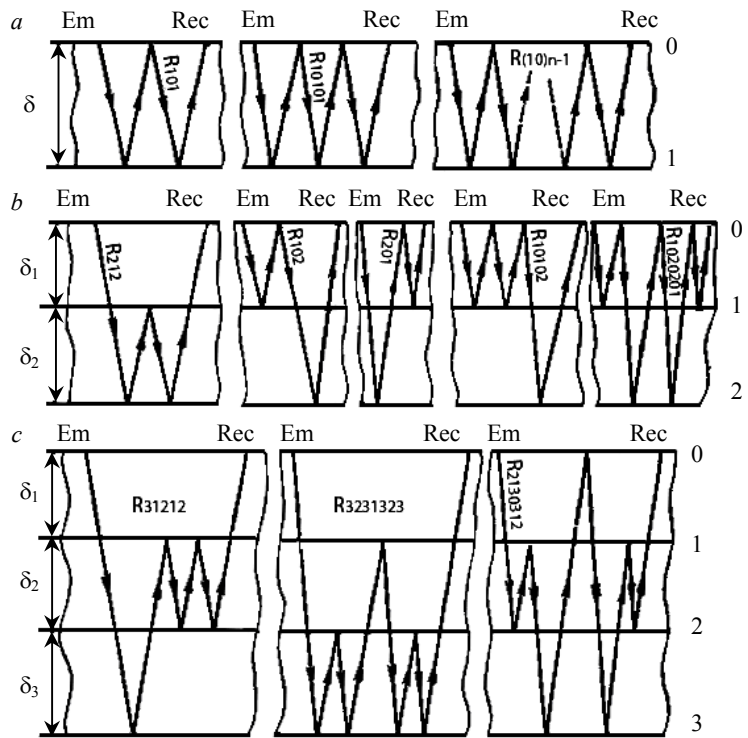 a Em Rec Em Rec Em Rec
0
δ R101 R10101 R(10)n-1
1
b Em Rec Em Rec Em Rec Em Rec Em Rec
0
δ1 R212 R102 R201 R10102 R1020201
1
δ2
2
c Em Rec Em Rec Em Rec
0
δ1 R31212 R3231323 R2130312
1
δ2
2
δ3
3